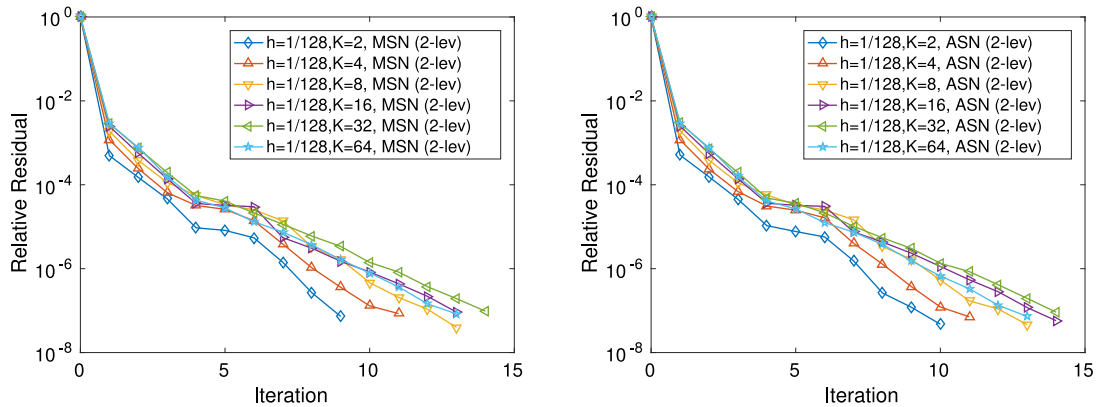 10^0
10^-2
10^-4
10^-6
10^-8
Relative Residual
0
5
10
15
Iteration
h=1/128,K=2, MSN (2-lev)
h=1/128,K=4, MSN (2-lev)
h=1/128,K=8, MSN (2-lev)
h=1/128,K=16, MSN (2-lev)
h=1/128,K=32, MSN (2-lev)
h=1/128,K=64, MSN (2-lev)
10^0
10^-2
10^-4
10^-6
10^-8
Relative Residual
0
5
10
15
Iteration
h=1/128,K=2, ASN (2-lev)
h=1/128,K=4, ASN (2-lev)
h=1/128,K=8, ASN (2-lev)
h=1/128,K=16, ASN (2-lev)
h=1/128,K=32, ASN (2-lev)
h=1/128,K=64, ASN (2-lev)